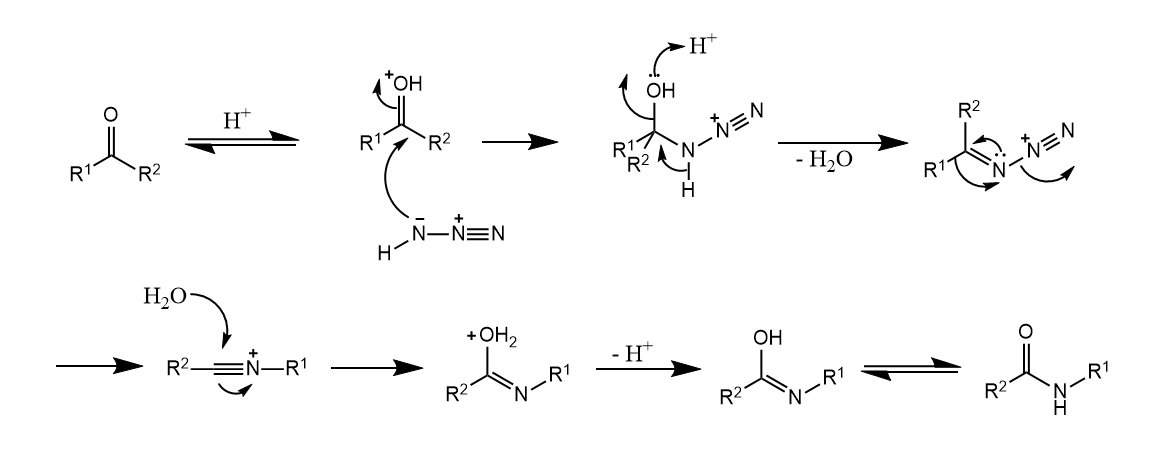 O
R¹ R²
H⁺
⁺OH
R¹ R²
H N⁻ N⁺ N
H⁺
OH
R¹
R²
N H
N⁺ N
- H₂O
R²
R¹
N N⁺ N
H₂O
R² N⁺ R¹
⁺OH₂
R² N R¹
- H⁺
OH
R² N R¹
O
R² N R¹
H